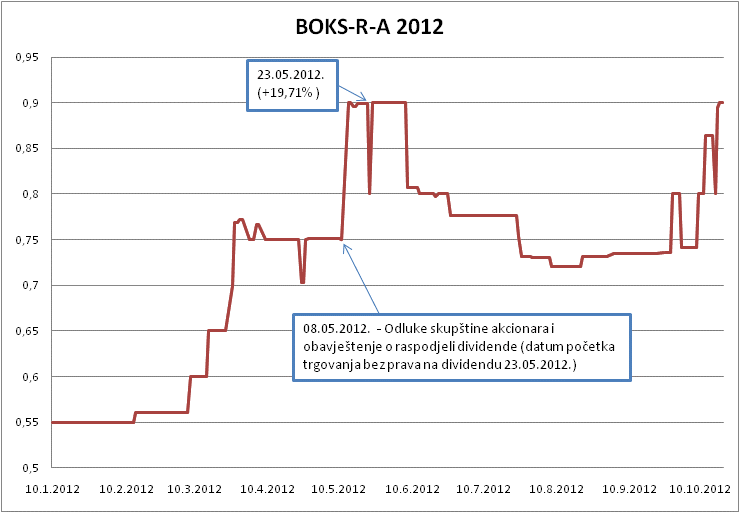 BOKS-R-A 2012
0,95
0,9
0,85
0,8
0,75
0,7
0,65
0,6
0,55
0,5
23.05.2012.
(+19,71% )
08.05.2012.  - Odluke skupštine akcionara i
obavještenje o raspodjeli dividende (datum početka
trgovanja bez prava na dividendu 23.05.2012.)
10.1.2012 10.2.2012 10.3.2012 10.4.2012 10.5.2012 10.6.2012 10.7.2012 10.8.2012 10.9.2012 10.10.2012